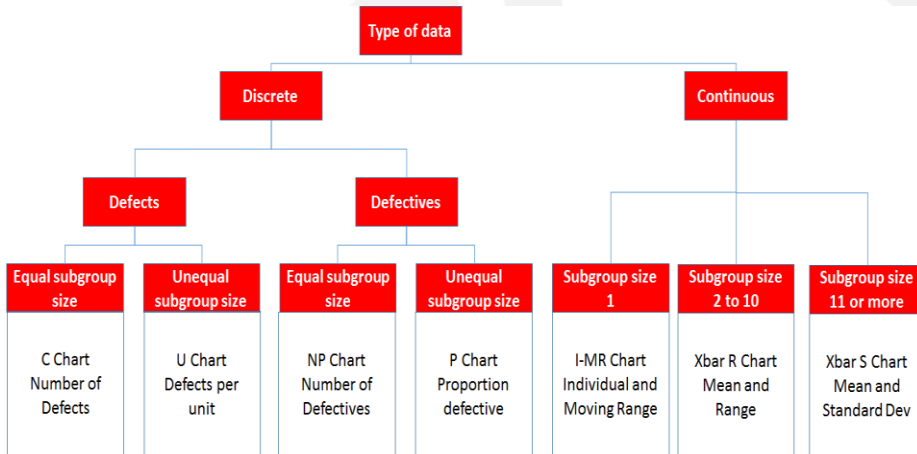 Type of data
Discrete
Continuous
Defects
Defectives
Equal subgroup
size
Unequal
subgroup size
Equal subgroup
size
Unequal
subgroup size
Subgroup size
1
Subgroup size
2 to 10
Subgroup size
11 or more
C Chart
Number of
Defects
U Chart
Defects per
unit
NP Chart
Number of
Defectives
P Chart
Proportion
defective
I-MR Chart
Individual and
Moving Range
Xbar R Chart
Mean and
Range
Xbar S Chart
Mean and
Standard Dev